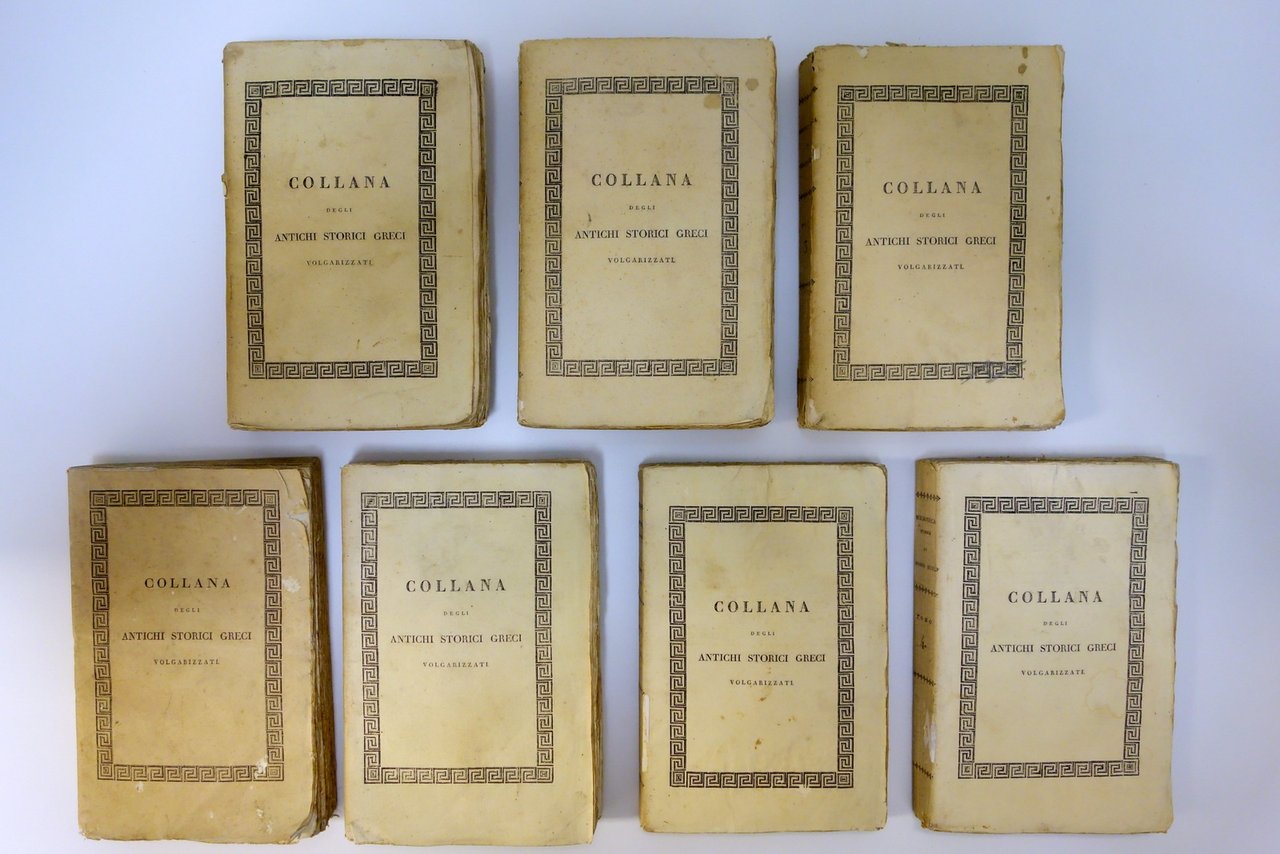 COLLANA
DEGLI
ANTICHI STORICI GRECI
VOLGARIZZATI.
COLLANA
DEGLI
ANTICHI STORICI GRECI
VOLGARIZZATI.
COLLANA
DEGLI
ANTICHI STORICI GRECI
VOLGARIZZATI.
COLLANA
DEGLI
ANTICHI STORICI GRECI
VOLGARIZZATI.
COLLANA
DEGLI
ANTICHI STORICI GRECI
VOLGARIZZATI.
COLLANA
DEGLI
ANTICHI STORICI GRECI
VOLGARIZZATI.
TOMO
COLLANA
DEGLI
ANTICHI STORICI GRECI
VOLGARIZZATI.